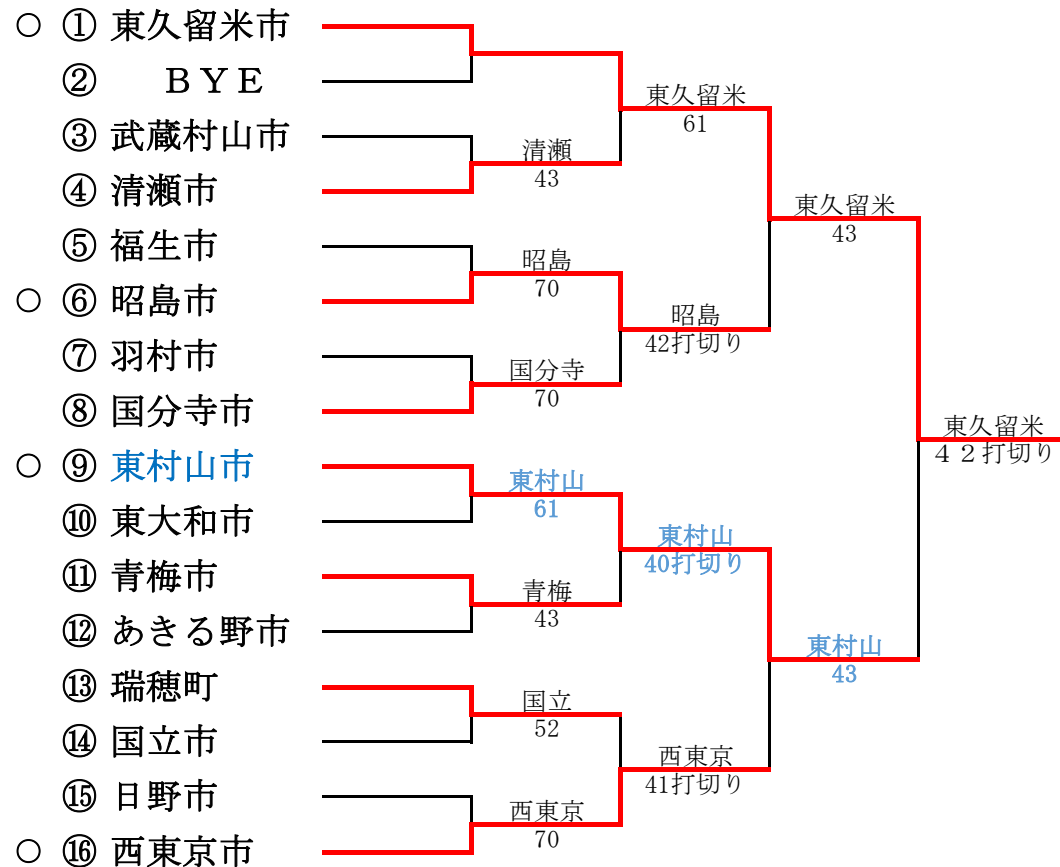 ○ ① 東久留米市
② ＢＹＥ
③ 武蔵村山市
④ 清瀬市
⑤ 福生市
○ ⑥ 昭島市
⑦ 羽村市
⑧ 国分寺市
○ ⑨ 東村山市
⑩ 東大和市
⑪ 青梅市
⑫ あきる野市
⑬ 瑞穂町
⑭ 国立市
⑮ 日野市
○ ⑯ 西東京市
清瀬
43
昭島
70
国分寺
70
東村山
61
青梅
43
国立
52
西東京
70
東久留米
61
昭島
42打切り
東村山
40打切り
西東京
41打切り
東久留米
43
東村山
43
東久留米
４２打切り